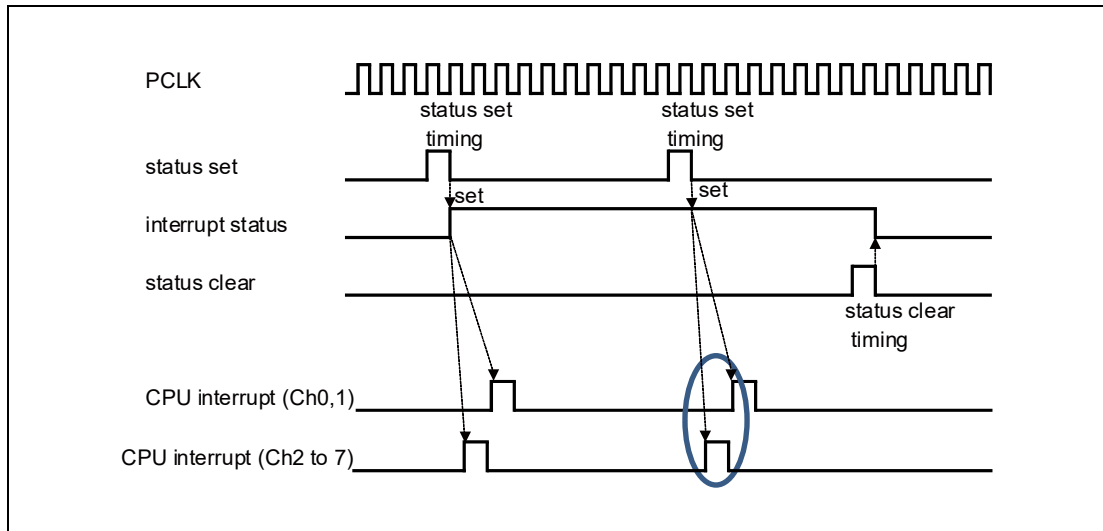 PCLK
status set
timing
status set
timing
status set
set
set
interrupt status
status clear
status clear
timing
CPU interrupt (Ch0,1)
CPU interrupt (Ch2 to 7)